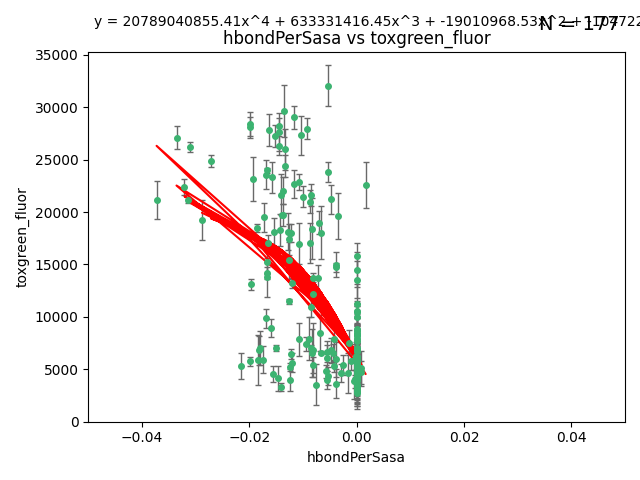 y = 20789040855.41x^4 + 633331416.45x^3 + -19010968.53x^2 +
N = 177
hbondPerSasa vs toxgreen_fluor
35000
30000
25000
20000
15000
10000
5000
0
toxgreen_fluor
−0.04
−0.02
0.00
0.02
0.04
hbondPerSasa